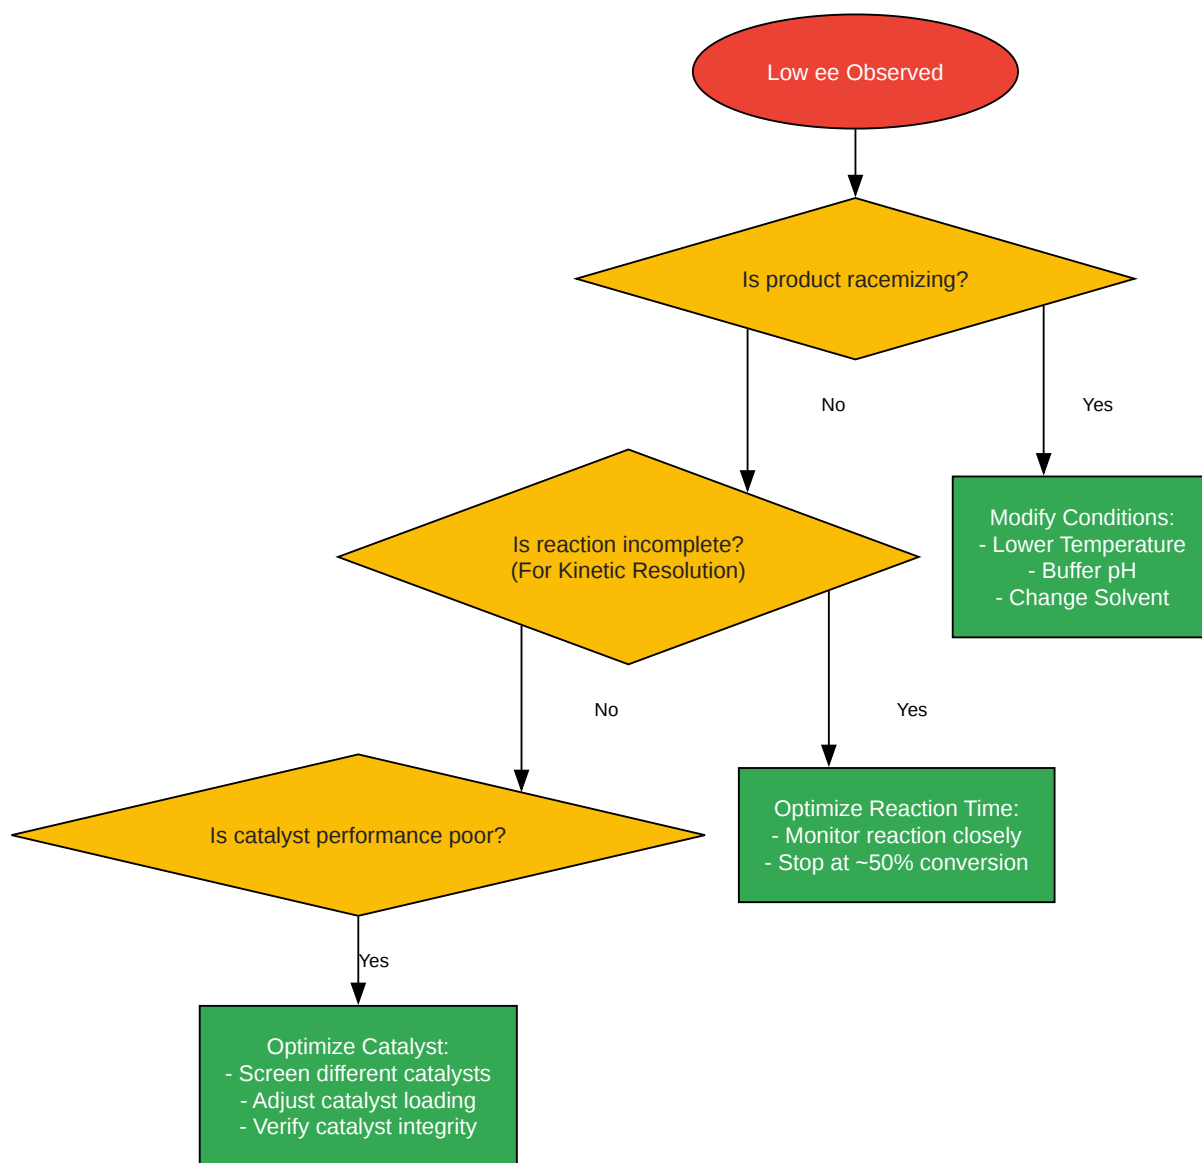 Low ee Observed
Is product racemizing?
No
Yes
Modify Conditions:
- Lower Temperature
- Buffer pH
- Change Solvent
Is reaction incomplete?
(For Kinetic Resolution)
No
Yes
Optimize Reaction Time:
- Monitor reaction closely
- Stop at ~50% conversion
Is catalyst performance poor?
Yes
Optimize Catalyst:
- Screen different catalysts
- Adjust catalyst loading
- Verify catalyst integrity